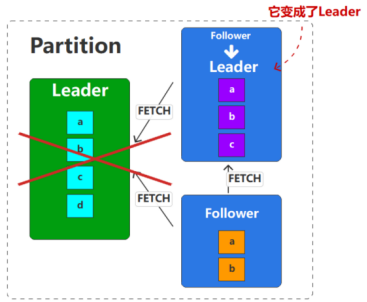 它变成了Leader
Partition
Follower
Leader
a
b
c
Leader
a
b
c
d
FETCH
FETCH
FETCH
Follower
a
b